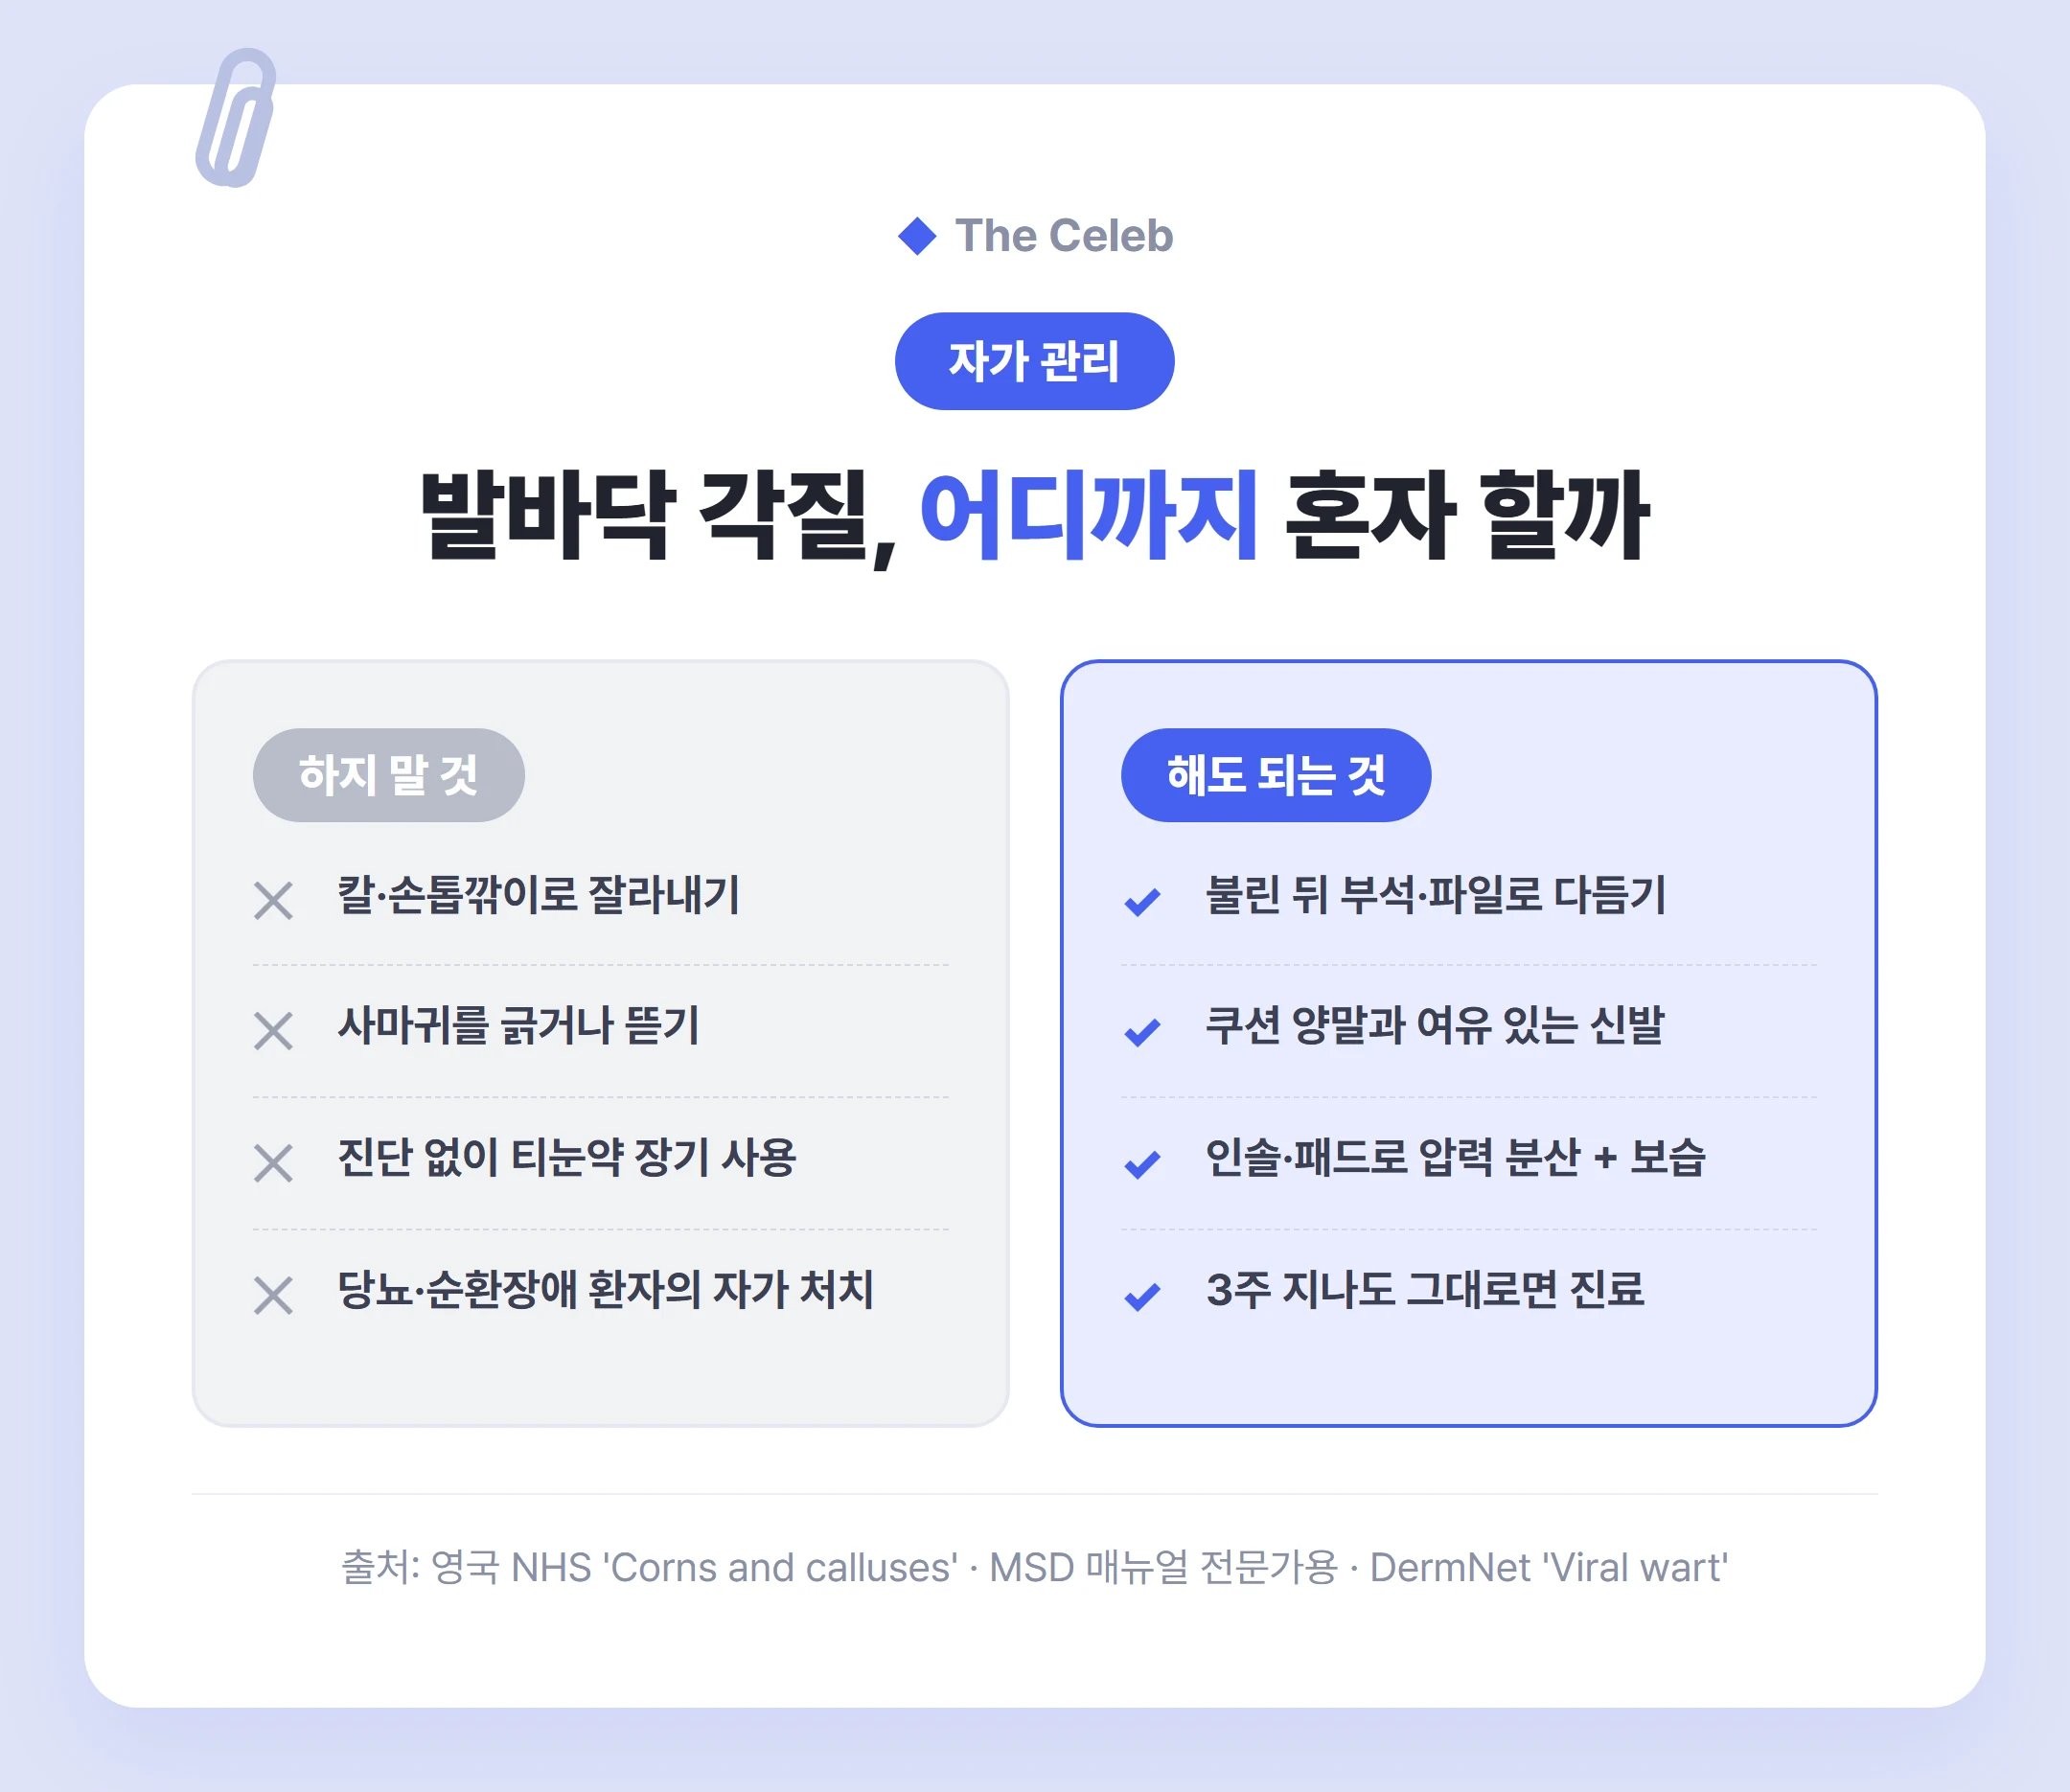 The Celeb
자가 관리
발바닥 각질, 어디까지 혼자 할까
하지 말 것
칼·손톱깎이로 잘라내기
사마귀를 긁거나 뜯기
진단 없이 티눈약 장기 사용
당뇨·순환장애 환자의 자가 처치
해도 되는 것
불린 뒤 부석·파일로 다듬기
쿠션 양말과 여유 있는 신발
인솔·패드로 압력 분산 + 보습
3주 지나도 그대로면 진료
출처: 영국 NHS 'Corns and calluses' · MSD 매뉴얼 전문가용 · DermNet 'Viral wart'